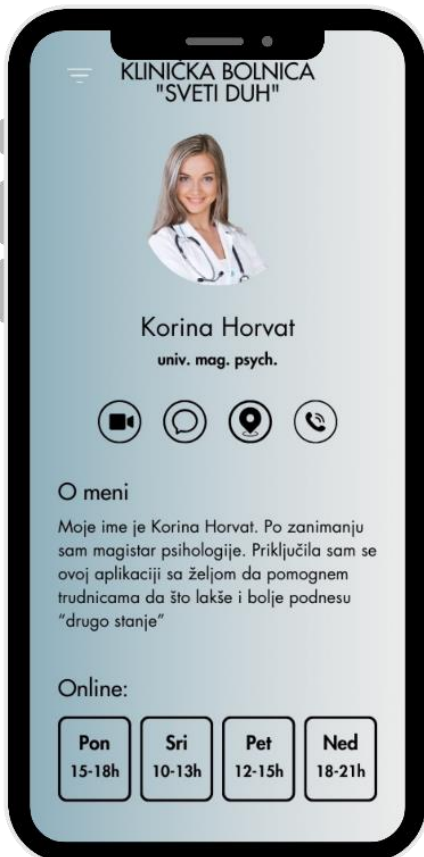 KLINIČKA BOLNICA
"SVETI DUH"
Korina Horvat
univ. mag. psych.
O meni
Moje ime je Korina Horvat. Po zanimanju
sam magistar psihologije. Priključila sam se
ovoj aplikaciji sa željom da pomognem
trudnicama da što lakše i bolje podnesu
“drugo stanje”
Online:
Pon Sri Pet Ned
15-18h 10-13h 12-15h 18-21h